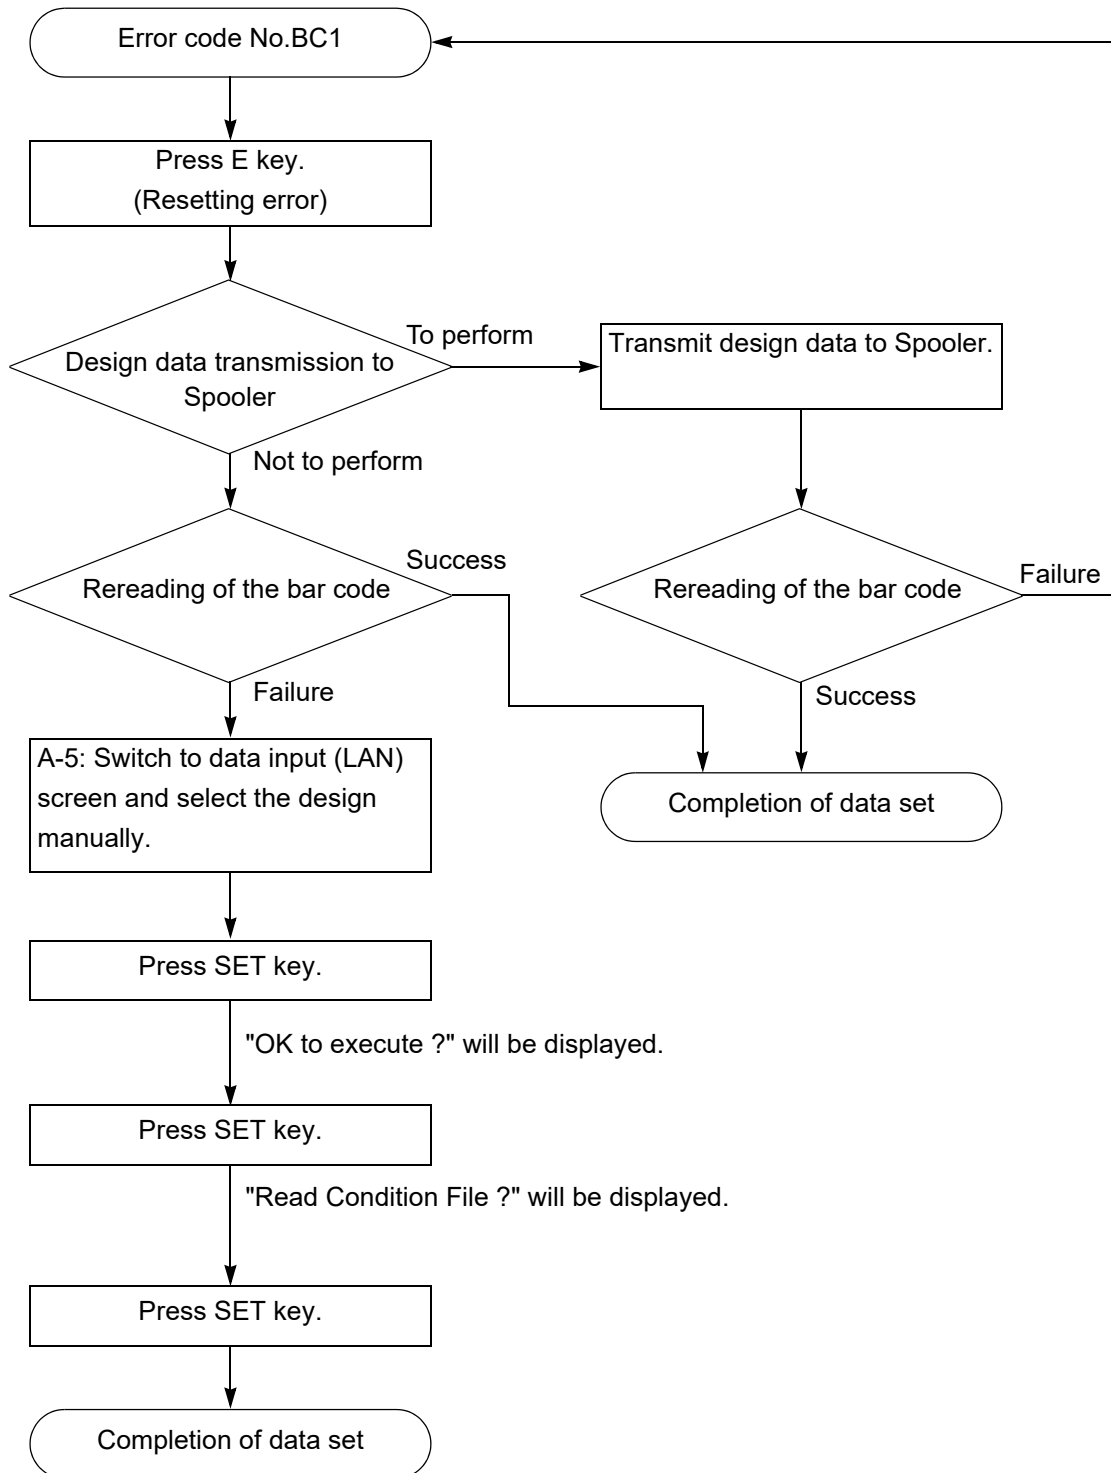 Error code No.BC1
Press E key.
(Resetting error)
To perform
Design data transmission to
Spooler
Transmit design data to Spooler.
Not to perform
Success
Rereading of the bar code
Rereading of the bar code
Failure
Failure
Success
A-5: Switch to data input (LAN)
screen and select the design
manually.
Completion of data set
Press SET key.
"OK to execute ?" will be displayed.
Press SET key.
"Read Condition File ?" will be displayed.
Press SET key.
Completion of data set